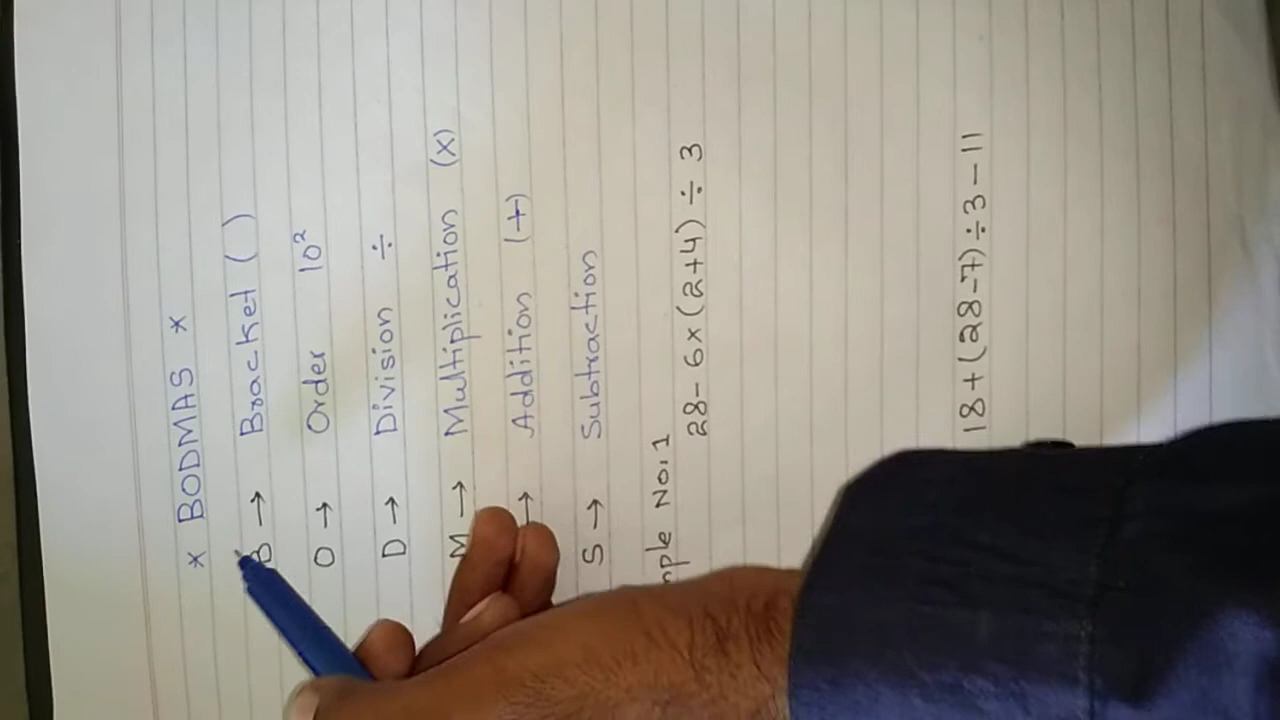 * BODMAS *
B → Bracket ( )
O → Order 10²
D → Division ÷
M → Multiplication (x)
→ Addition (+)
S → Subtraction
mple No:1
28 - 6 x (2+4) ÷ 3
18 + (28-7) ÷ 3 - 11